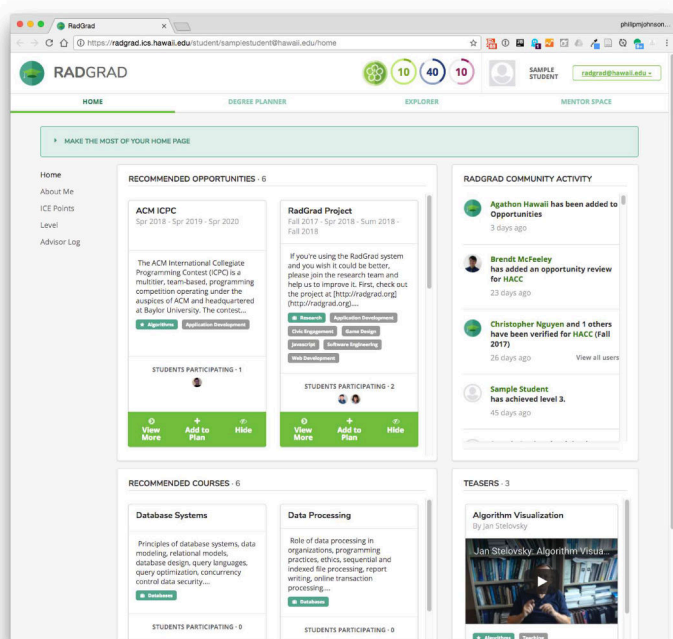 RadGrad
philipmjohnson...
https://radgrad.ics.hawaii.edu/student/samplestudent@hawaii.edu/home
RADGRAD
10
40
10
SAMPLE
STUDENT
radgrad@hawaii.edu
HOME
DEGREE PLANNER
EXPLORER
MENTOR SPACE
MAKE THE MOST OF YOUR HOME PAGE
Home
About Me
ICE Points
Level
Advisor Log
RECOMMENDED OPPORTUNITIES - 6
ACM ICPC
Spr 2018 - Spr 2019 - Spr 2020
The ACM International Collegiate
Programming Contest (ICPC) is a
multitier, team-based, programming
competition operating under the
auspices of ACM and headquartered
at Baylor University. The contest...
Algorithms
Application Development
STUDENTS PARTICIPATING - 1
View
More
Add to
Plan
Hide
RadGrad Project
Fall 2017 - Spr 2018 - Sum 2018 -
Fall 2018
If you're using the RadGrad system
and you wish it could be better,
please join the research team and
help us to improve it. First, check out
the project at [http://radgrad.org]
(http://radgrad.org)....
Research
Application Development
Civic Engagement
Game Design
Javascript
Software Engineering
Web Development
STUDENTS PARTICIPATING - 2
View
More
Add to
Plan
Hide
RADGRAD COMMUNITY ACTIVITY
Agathon Hawaii has been added to
Opportunities
3 days ago
Brendt McFeeley
has added an opportunity review
for HACC
23 days ago
Christopher Nguyen and 1 others
have been verified for HACC (Fall
2017)
26 days ago
View all users
Sample Student
has achieved level 3.
45 days ago
RECOMMENDED COURSES - 6
Database Systems
Principles of database systems, data
modeling, relational models,
database design, query languages,
query optimization, concurrency
control data security....
Databases
STUDENTS PARTICIPATING - 0
Data Processing
Role of data processing in
organizations, programming
practices, ethics, sequential and
indexed file processing, report
writing, online transaction
processing....
Databases
STUDENTS PARTICIPATING - 0
TEASERS - 3
Algorithm Visualization
By Jan Stelovsky
Jan Stelovsky: Algorithm Visua...
Algorithms
Teaching